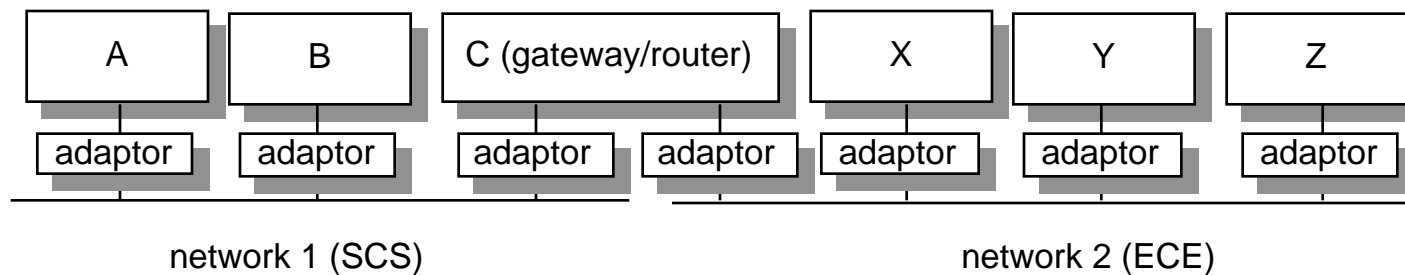 A B C (gateway/router) X Y Z
adaptor adaptor adaptor adaptor adaptor adaptor adaptor
network 1 (SCS) network 2 (ECE)